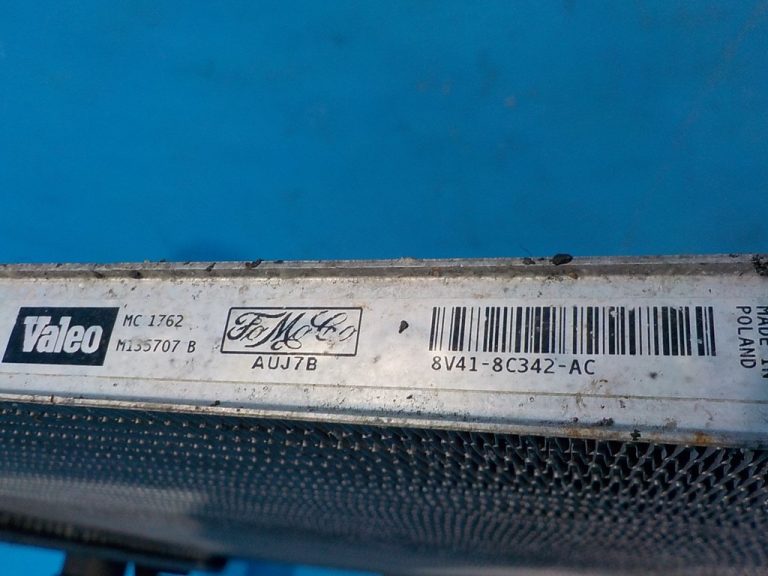 Valeo
MC 1762
M135707 B
FoMoCo
AUJ7B
8V41-8C342-AC
MADE IN
POLAND